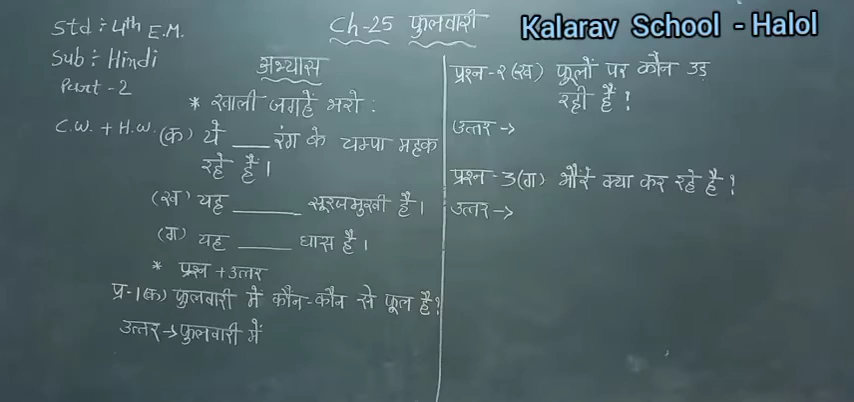 Std : 4th E.M.
Sub : Hindi
Part - 2
C.W. + H.W.
Ch-25 फुलवारी
Kalarav School - Halol
अभ्यास
* खाली जगहें भरो :
(क) ये ___ रंग के चम्पा महक
रहे हैं।
(ख) यह ______ सूरजमुखी है।
(ग) यह _____ घास है।
* प्रश्न + उत्तर
प्र-1(क) फुलवारी में कौन-कौन से फूल है?
उत्तर → फुलवारी में
प्रश्न-२(ख) फूलों पर कौन उड़
रही है?
उत्तर →
प्रश्न-3(ग) भौंरे क्या कर रहे है?
उत्तर →